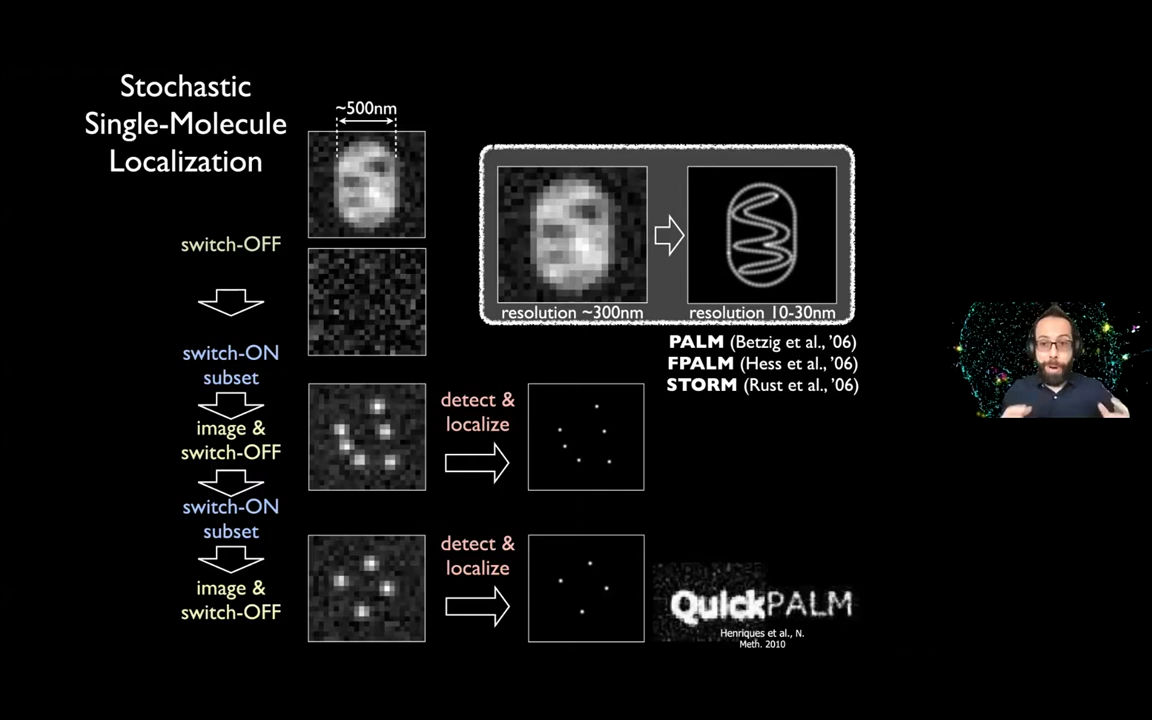 Stochastic
Single-Molecule
Localization
~500nm
switch-OFF
switch-ON
subset
image &
switch-OFF
switch-ON
subset
image &
switch-OFF
detect &
localize
detect &
localize
resolution ~300nm
resolution 10-30nm
PALM (Betzig et al., '06)
FPALM (Hess et al., '06)
STORM (Rust et al., '06)
QuickPALM
Henriques et al., N.
Meth. 2010